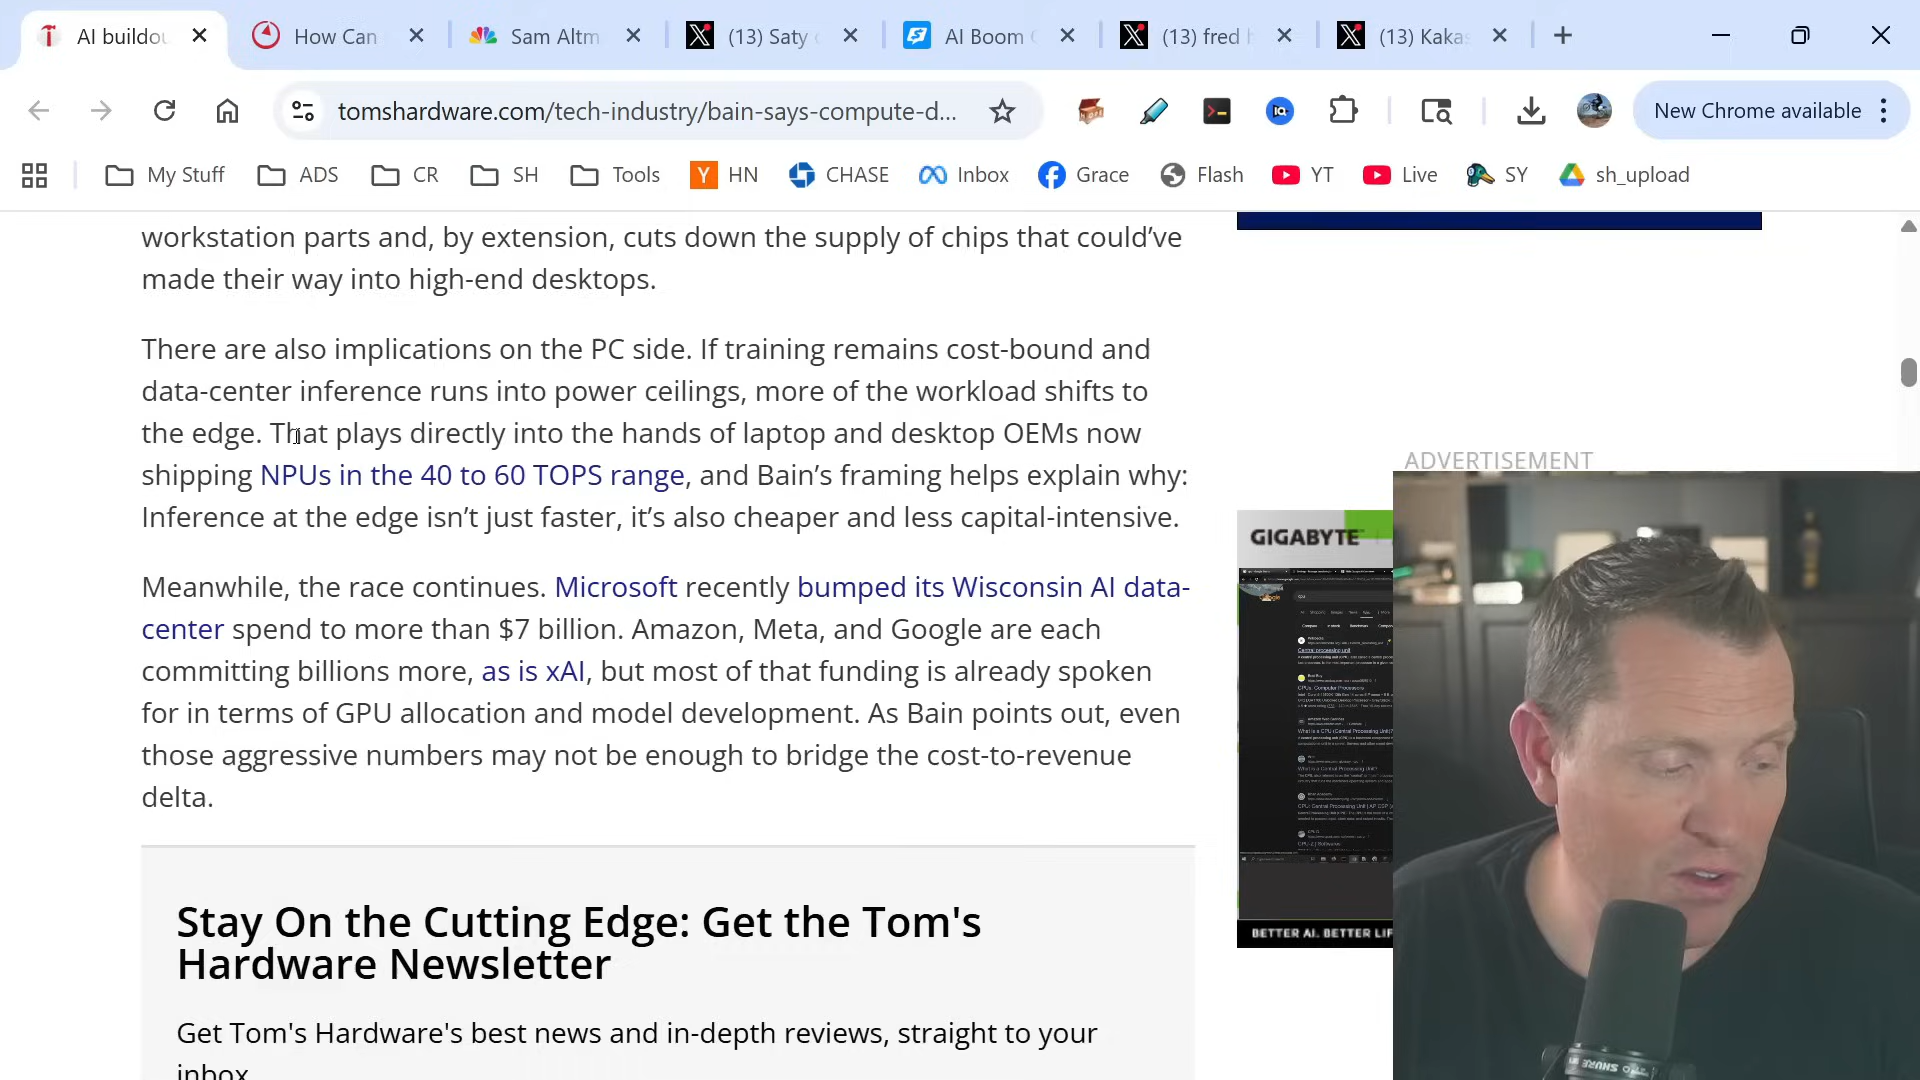 AI buildou
How Can
Sam Altm
(13) Saty
AI Boom
(13) fred h
(13) Kakas
tomshardware.com/tech-industry/bain-says-compute-d...
New Chrome available
My Stuff
ADS
CR
SH
Tools
HN
CHASE
Inbox
Grace
Flash
YT
Live
SY
sh_upload
workstation parts and, by extension, cuts down the supply of chips that could’ve
made their way into high-end desktops.
There are also implications on the PC side. If training remains cost-bound and
data-center inference runs into power ceilings, more of the workload shifts to
the edge. That plays directly into the hands of laptop and desktop OEMs now
shipping NPUs in the 40 to 60 TOPS range, and Bain’s framing helps explain why:
Inference at the edge isn’t just faster, it’s also cheaper and less capital-intensive.
Meanwhile, the race continues. Microsoft recently bumped its Wisconsin AI data-
center spend to more than $7 billion. Amazon, Meta, and Google are each
committing billions more, as is xAI, but most of that funding is already spoken
for in terms of GPU allocation and model development. As Bain points out, even
those aggressive numbers may not be enough to bridge the cost-to-revenue
delta.
Stay On the Cutting Edge: Get the Tom's
Hardware Newsletter
Get Tom's Hardware's best news and in-depth reviews, straight to your
inbox
ADVERTISEMENT
GIGABYTE
Central processing unit
BETTER AI. BETTER LIF
SHURE